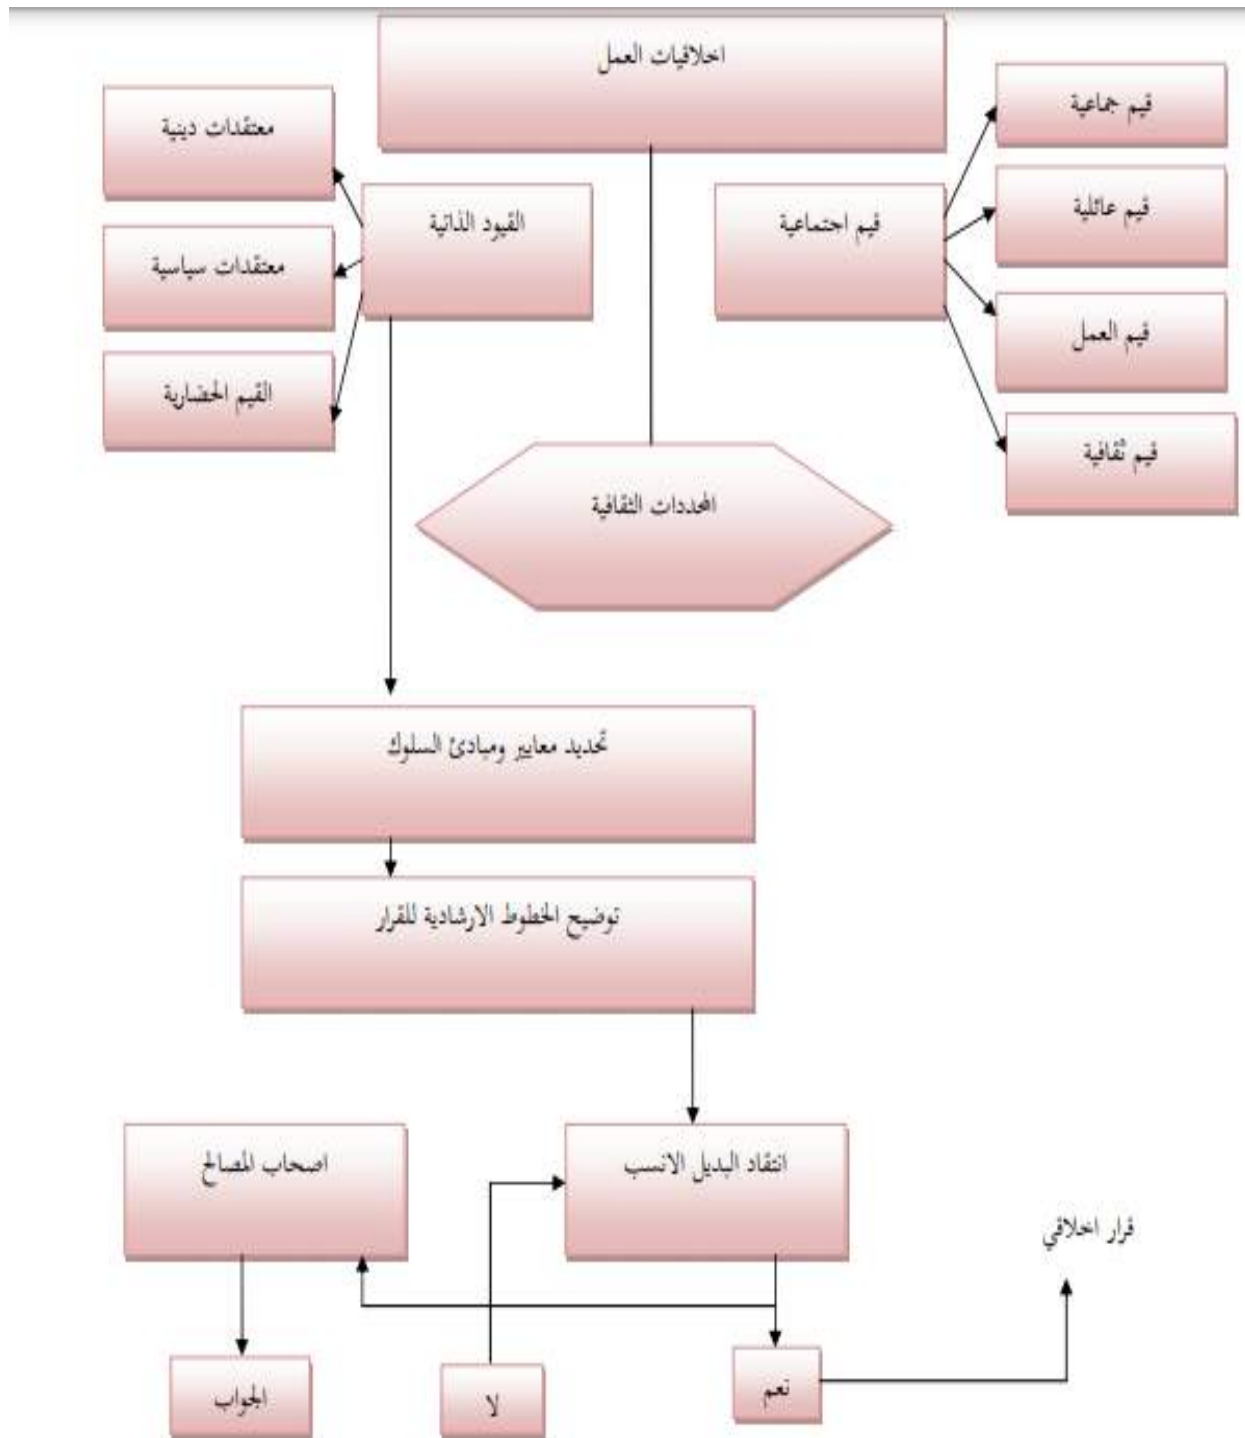 اخلاقيات العمل
قيم جماعية
معتقدات دينية
قيم عائلية
قيم اجتماعية
القيود الذاتية
معتقدات سياسية
قيم العمل
القيم الحضارية
قيم ثقافية
المحددات الثقافية
تحديد معايير ومبادئ السلوك
توضيح الخطوط الارشادية للقرار
انتقاد البديل الانسب
اصحاب المصالح
قرار اخلاقي
نعم
لا
الجواب